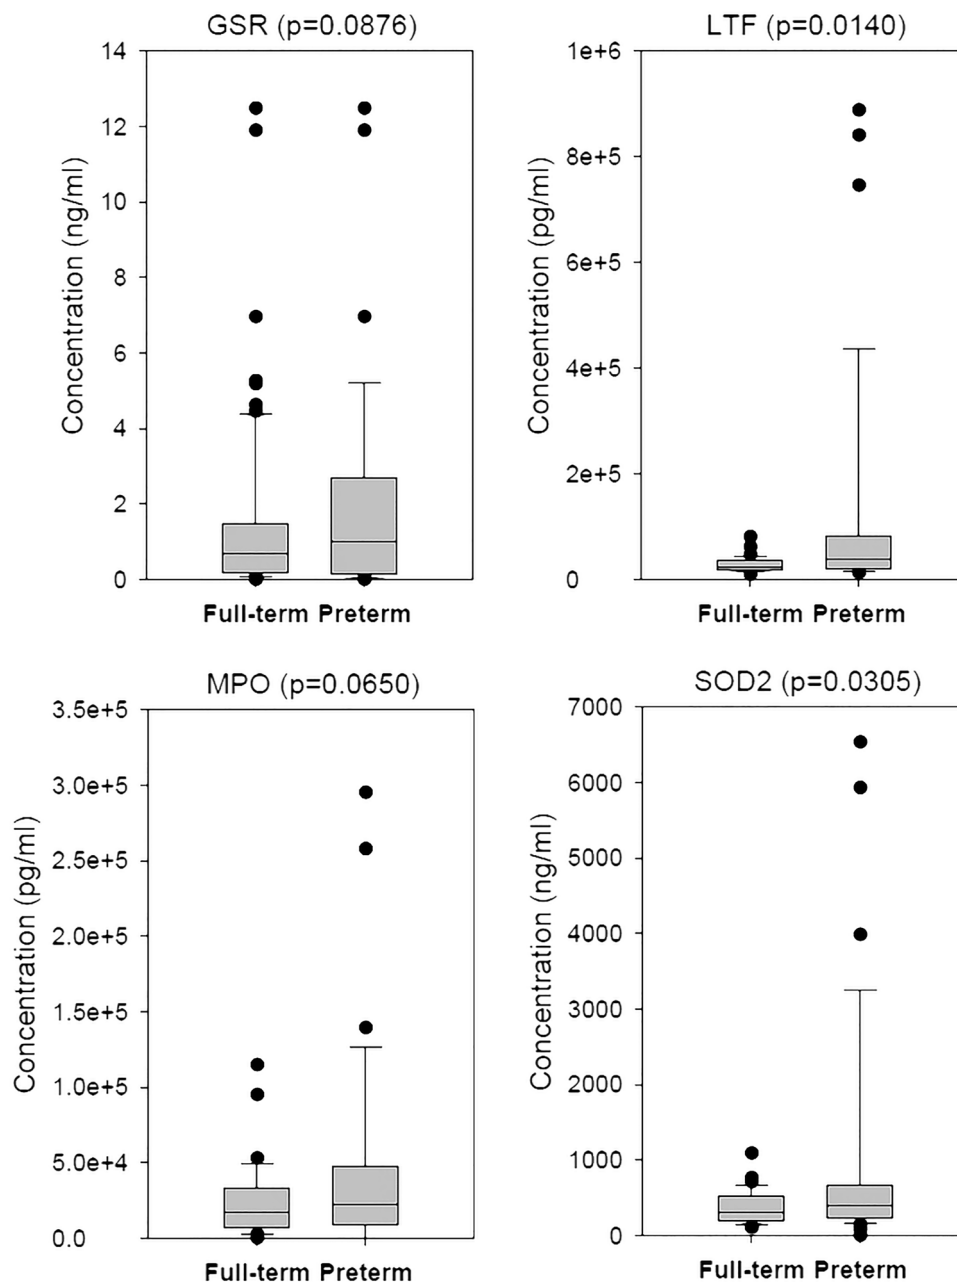 GSR (p=0.0876)
14
12
10
8
6
4
2
0
Concentration (ng/ml)
Full-term Preterm
LTF (p=0.0140)
1e+6
8e+5
6e+5
4e+5
2e+5
0
Concentration (pg/ml)
Full-term Preterm
MPO (p=0.0650)
3.5e+5
3.0e+5
2.5e+5
2.0e+5
1.5e+5
1.0e+5
5.0e+4
0.0
Concentration (pg/ml)
Full-term Preterm
SOD2 (p=0.0305)
7000
6000
5000
4000
3000
2000
1000
0
Concentration (ng/ml)
Full-term Preterm